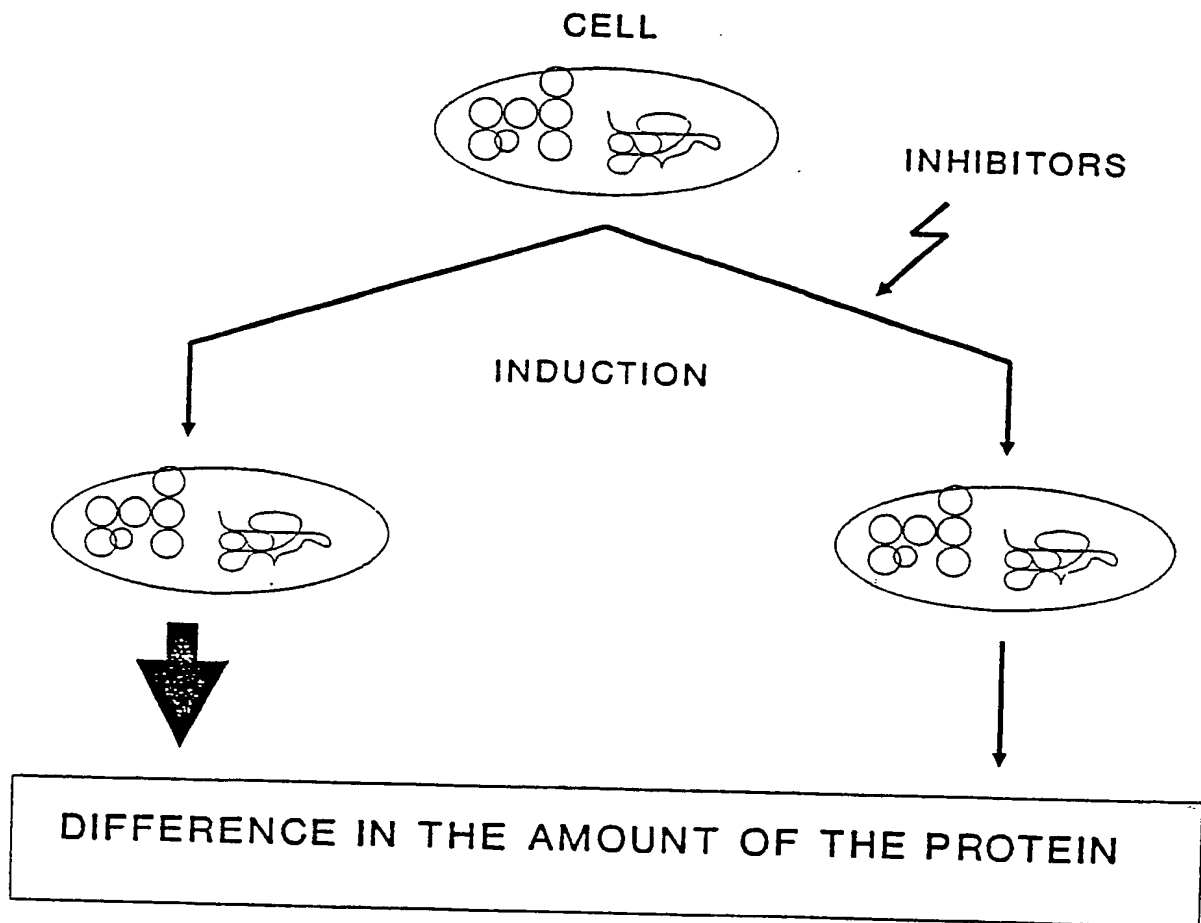 CELL
INHIBITORS
INDUCTION
DIFFERENCE IN THE AMOUNT OF THE PROTEIN